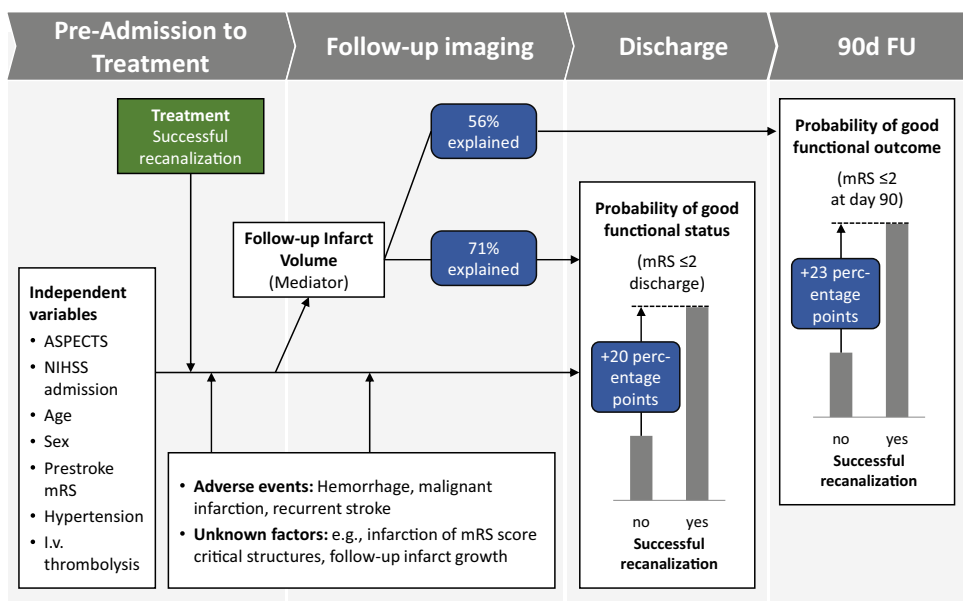 Pre-Admission to
Treatment
Follow-up imaging
Discharge
90d FU
Treatment
Successful
recanalization
56%
explained
Probability of good
functional outcome
(mRS ≤2
at day 90)
+23 perc-
entage
points
no yes
Successful
recanalization
Follow-up Infarct
Volume
(Mediator)
71%
explained
Probability of good
functional status
(mRS ≤2
discharge)
+20 perc-
entage
points
no yes
Successful
recanalization
Independent
variables
• ASPECTS
• NIHSS
admission
• Age
• Sex
• Prestroke
mRS
• Hypertension
• I.v.
thrombolysis
• Adverse events: Hemorrhage, malignant
infarction, recurrent stroke
• Unknown factors: e.g., infarction of mRS score
critical structures, follow-up infarct growth